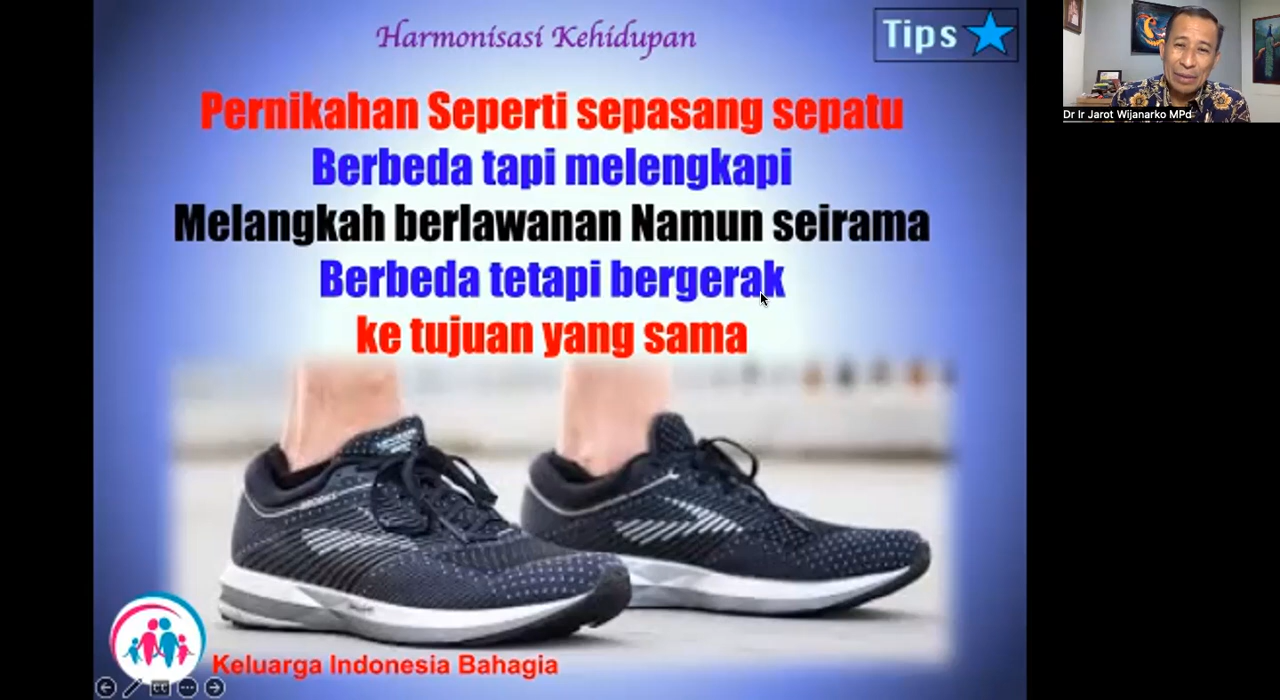 Harmonisasi Kehidupan
Tips
Pernikahan Seperti sepasang sepatu
Berbeda tapi melengkapi
Melangkah berlawanan Namun seirama
Berbeda tetapi bergerak
ke tujuan yang sama
Keluarga Indonesia Bahagia
CC
Dr Ir Jarot Wijanarko MPd